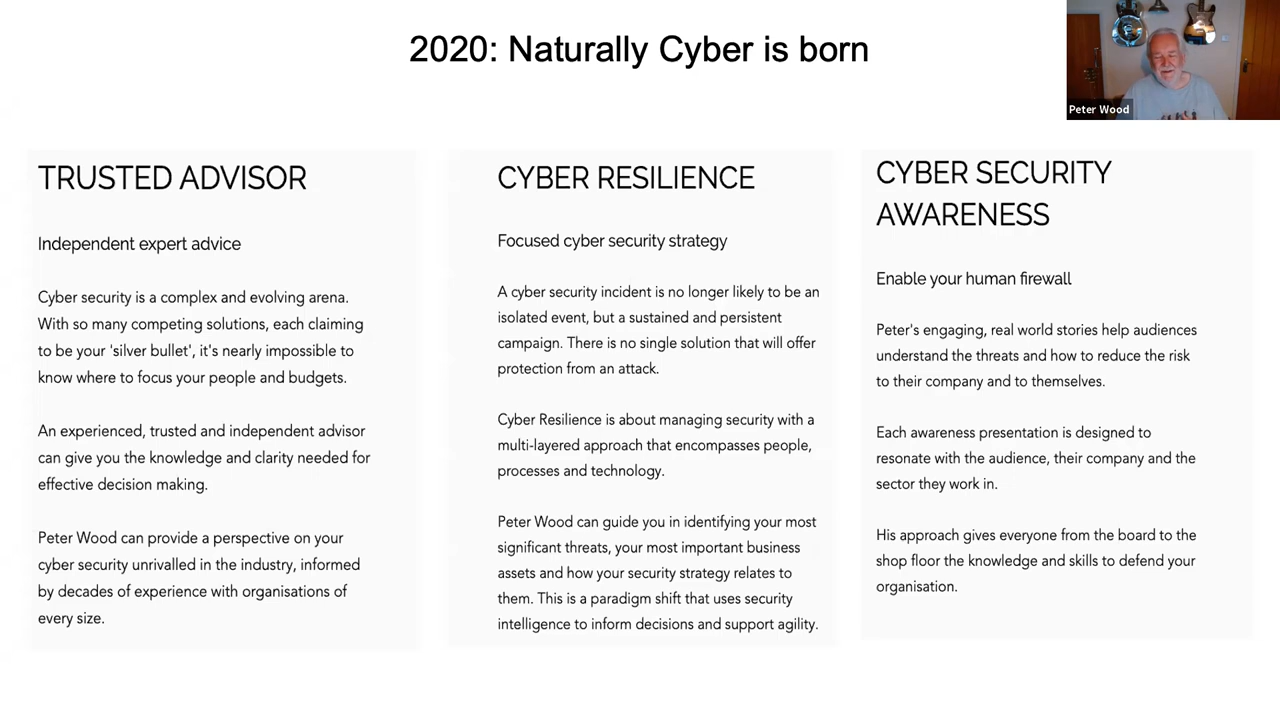 2020: Naturally Cyber is born
Peter Wood
TRUSTED ADVISOR
Independent expert advice
Cyber security is a complex and evolving arena.
With so many competing solutions, each claiming
to be your 'silver bullet', it's nearly impossible to
know where to focus your people and budgets.
An experienced, trusted and independent advisor
can give you the knowledge and clarity needed for
effective decision making.
Peter Wood can provide a perspective on your
cyber security unrivalled in the industry, informed
by decades of experience with organisations of
every size.
CYBER RESILIENCE
Focused cyber security strategy
A cyber security incident is no longer likely to be an
isolated event, but a sustained and persistent
campaign. There is no single solution that will offer
protection from an attack.
Cyber Resilience is about managing security with a
multi-layered approach that encompasses people,
processes and technology.
Peter Wood can guide you in identifying your most
significant threats, your most important business
assets and how your security strategy relates to
them. This is a paradigm shift that uses security
intelligence to inform decisions and support agility.
CYBER SECURITY
AWARENESS
Enable your human firewall
Peter's engaging, real world stories help audiences
understand the threats and how to reduce the risk
to their company and to themselves.
Each awareness presentation is designed to
resonate with the audience, their company and the
sector they work in.
His approach gives everyone from the board to the
shop floor the knowledge and skills to defend your
organisation.